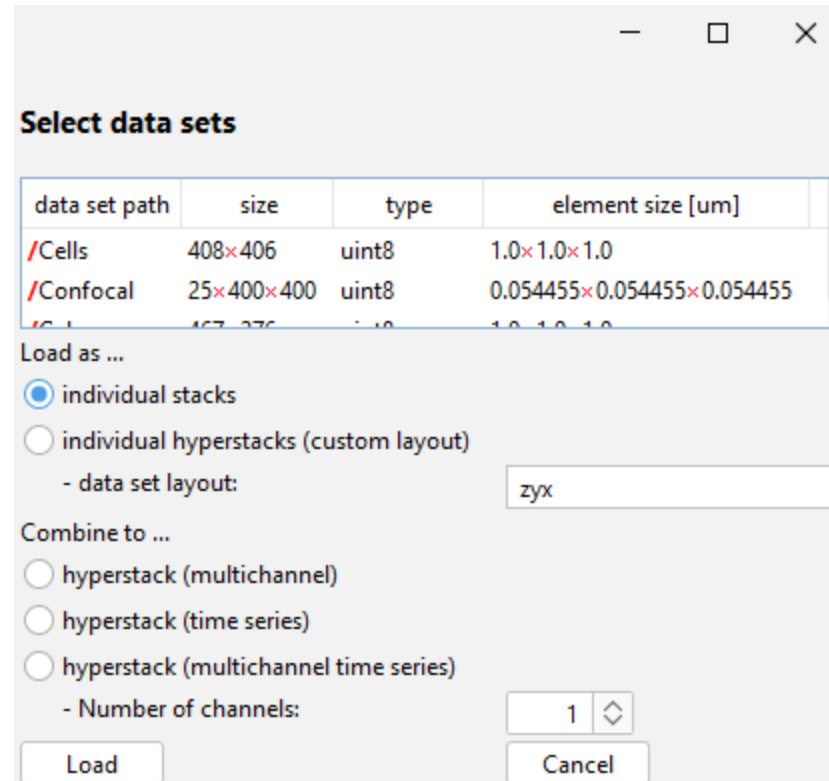 Select data sets
data set path size type element size [um]
/Cells 408×406 uint8 1.0×1.0×1.0
/Confocal 25×400×400 uint8 0.054455×0.054455×0.054455
Load as ...
individual stacks
individual hyperstacks (custom layout)
- data set layout: zyx
Combine to ...
hyperstack (multichannel)
hyperstack (time series)
hyperstack (multichannel time series)
- Number of channels: 1
Load Cancel